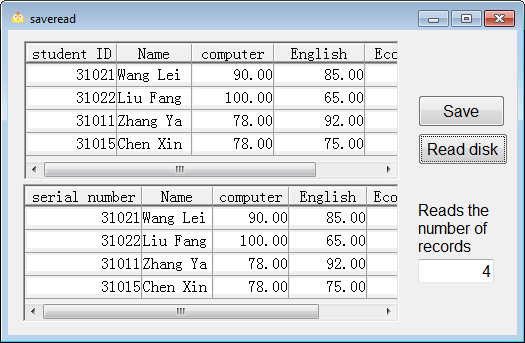 saveread
student ID Name computer English Eco
31021 Wang Lei 90.00 85.00
31022 Liu Fang 100.00 65.00
31011 Zhang Ya 78.00 92.00
31015 Chen Xin 78.00 75.00
serial number Name computer English Eco
31021 Wang Lei 90.00 85.00
31022 Liu Fang 100.00 65.00
31011 Zhang Ya 78.00 92.00
31015 Chen Xin 78.00 75.00
Save
Read disk
Reads the
number of
records
4